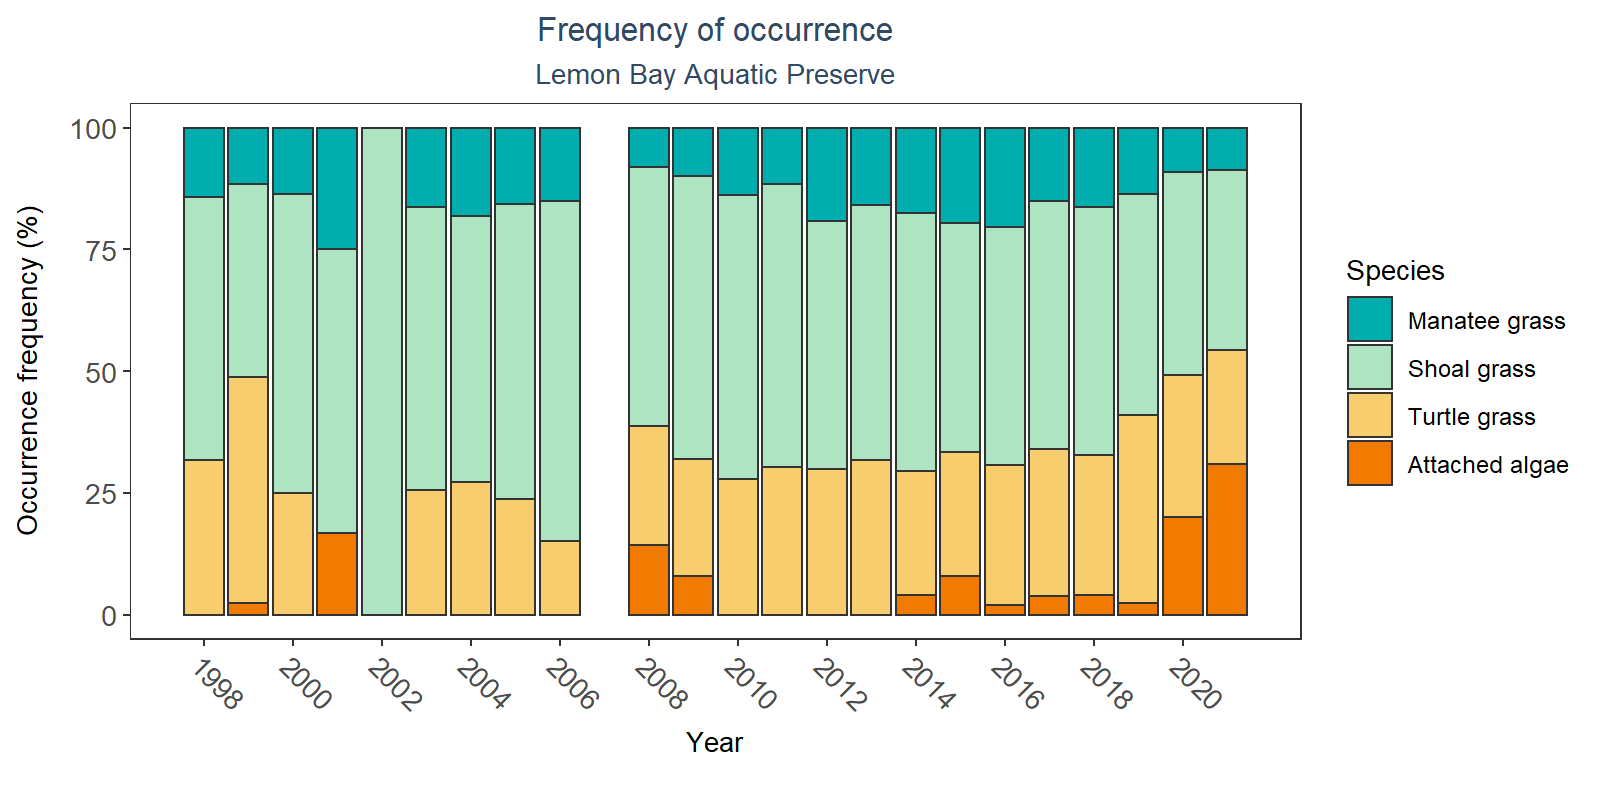 Frequency of occurrence
Lemon Bay Aquatic Preserve
Occurrence frequency (%)
100
75
50
25
0
1998
2000
2002
2004
2006
2008
2010
2012
2014
2016
2018
2020
Year
Species
Manatee grass
Shoal grass
Turtle grass
Attached algae